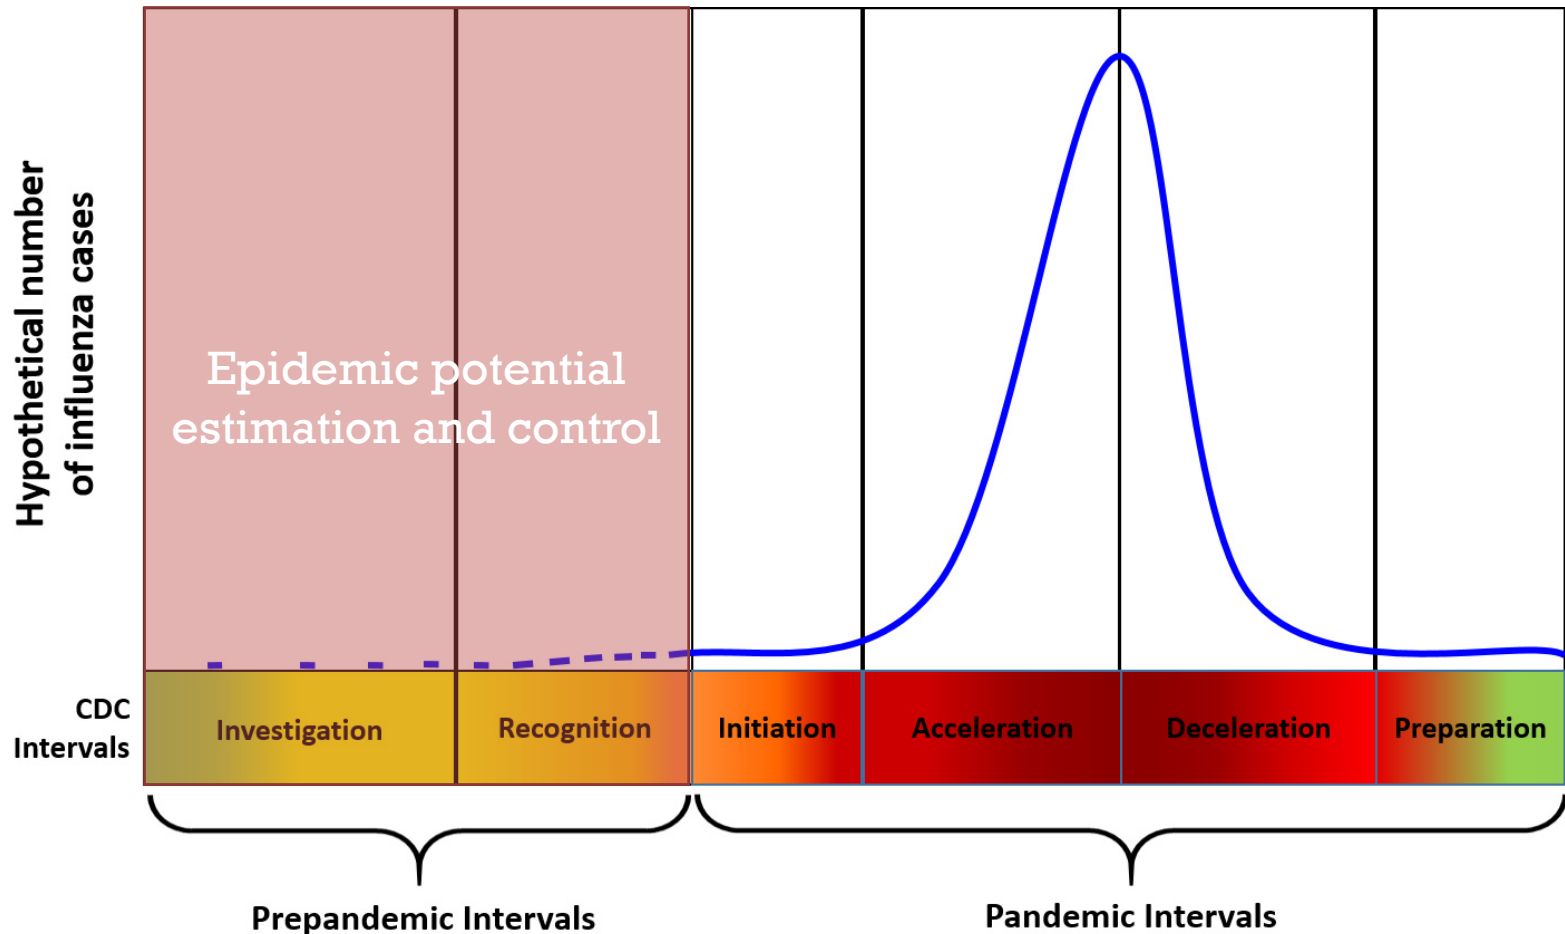 Hypothetical number
of influenza cases
Epidemic potential
estimation and control
CDC
Intervals
Investigation
Recognition
Initiation
Acceleration
Deceleration
Preparation
Prepandemic Intervals
Pandemic Intervals